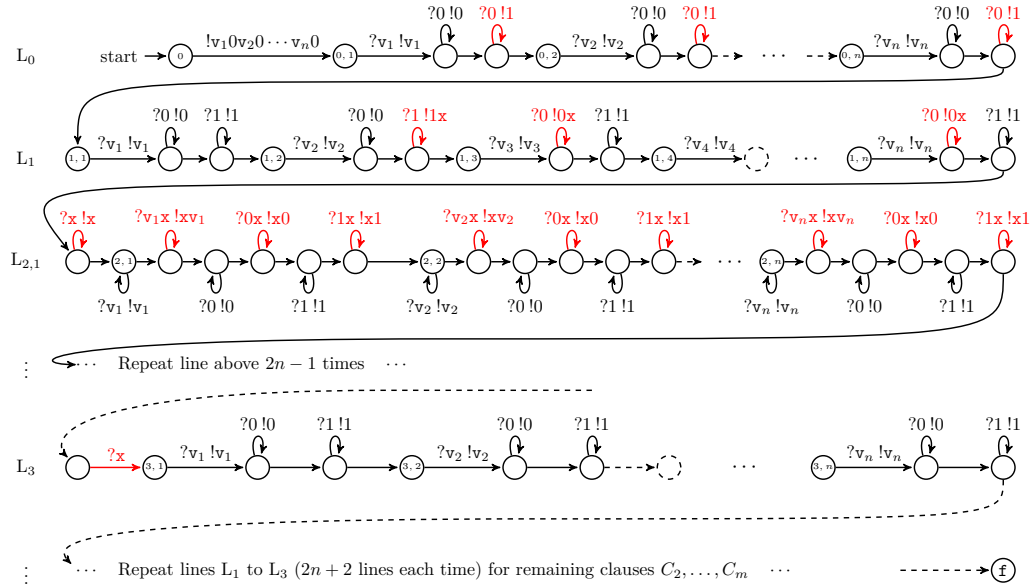 ?0 !0 ?0 !1 ?0 !0 ?0 !1 ?0 !0 ?0 !1
L₀ start 0 !v₁0v₂0⋯vₙ0 0, 1 ?v₁ !v₁ 0, 2 ?v₂ !v₂ ⋯ 0, n ?vₙ !vₙ
?0 !0 ?1 !1 ?0 !0 ?1 !1x ?0 !0x ?1 !1 ?0 !0x ?1 !1
L₁ 1, 1 ?v₁ !v₁ 1, 2 ?v₂ !v₂ 1, 3 ?v₃ !v₃ 1, 4 ?v₄ !v₄ ⋯ 1, n ?vₙ !vₙ
?x !x ?v₁x !xv₁ ?0x !x0 ?1x !x1 ?v₂x !xv₂ ?0x !x0 ?1x !x1 ?vₙx !xvₙ ?0x !x0 ?1x !x1
L₂,₁ 2, 1 2, 2 ⋯ 2, n
?v₁ !v₁ ?0 !0 ?1 !1 ?v₂ !v₂ ?0 !0 ?1 !1 ?vₙ !vₙ ?0 !0 ?1 !1
⋮ ⋯ Repeat line above 2n − 1 times ⋯
?0 !0 ?1 !1 ?0 !0 ?1 !1 ?0 !0 ?1 !1
L₃ ?x 3, 1 ?v₁ !v₁ 3, 2 ?v₂ !v₂ ⋯ 3, n ?vₙ !vₙ
⋮ ⋯ Repeat lines L₁ to L₃ (2n + 2 lines each time) for remaining clauses C₂, …, Cₘ ⋯ f